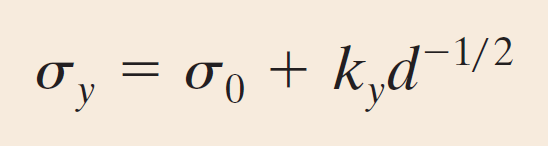 σ_y = σ_0 + k_y d^{-1/2}